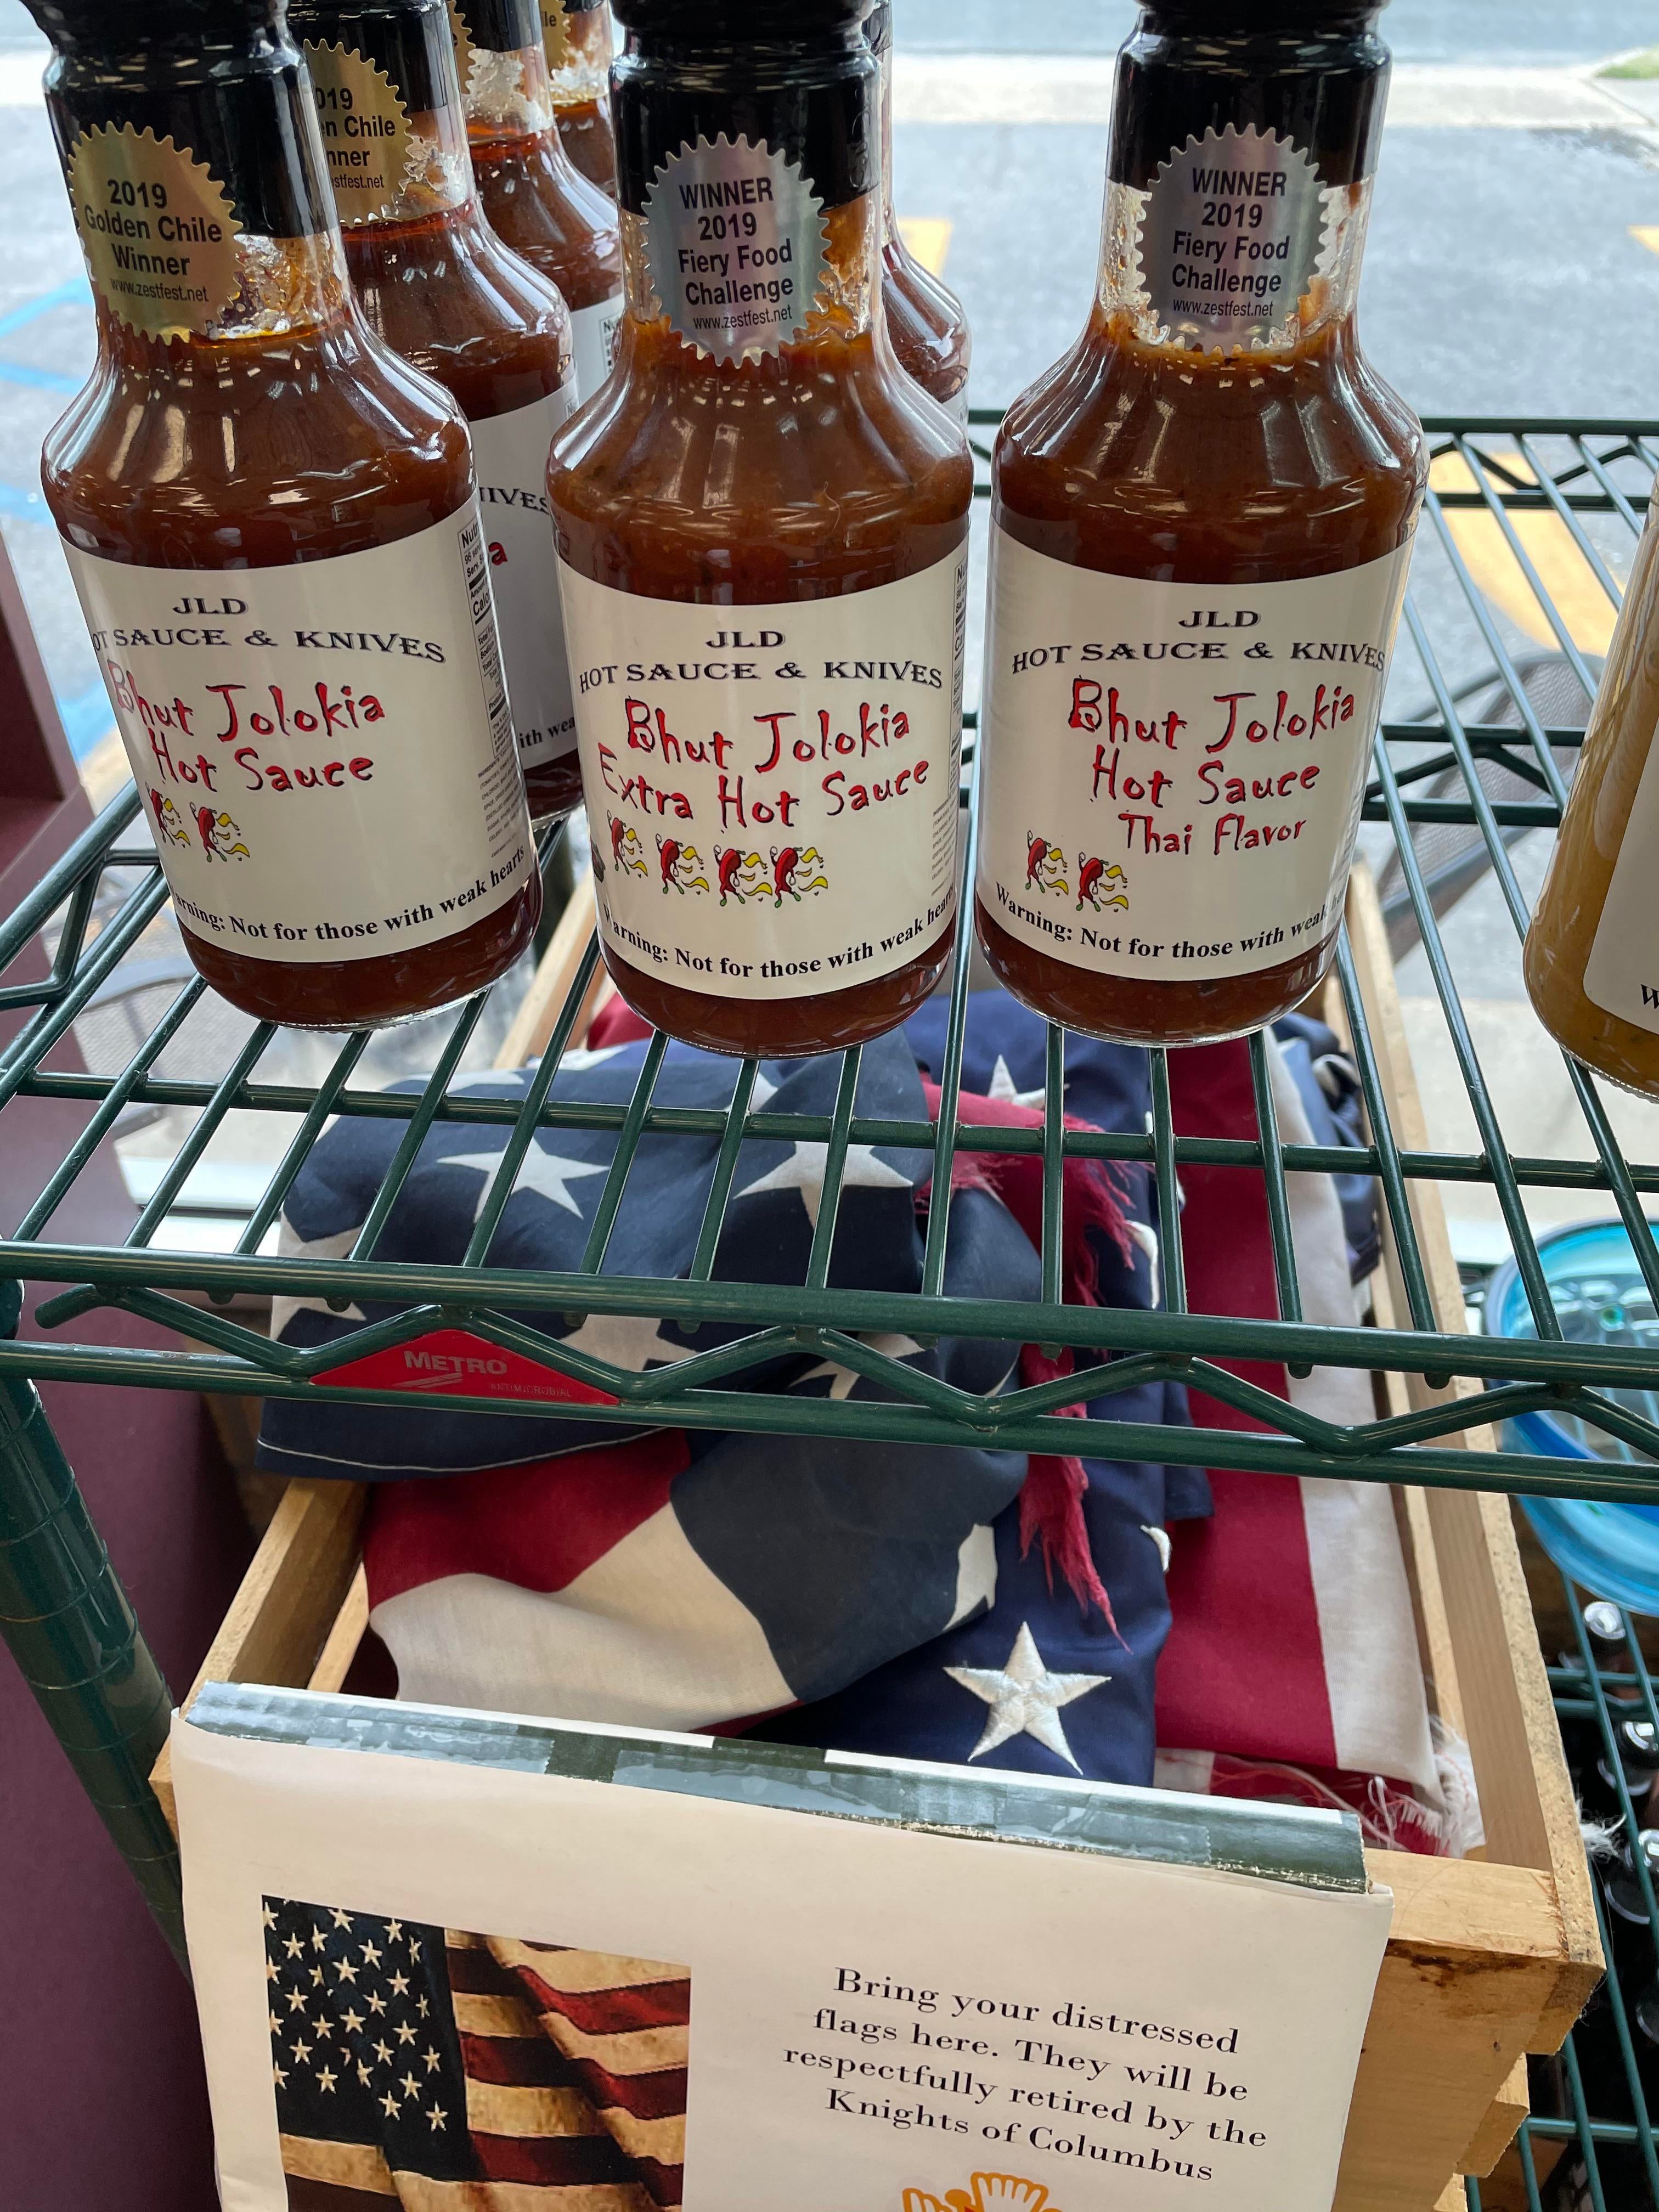 2019
Golden Chile
Winner
www.zestfest.net
JLD
SAUCE & KNIVES
Bhut Jolokia
Hot Sauce
Not for those with weak hearts
WINNER
2019
Fiery Food
Challenge
www.zestfest.net
JLD
HOT SAUCE & KNIVES
Bhut Jolokia
Extra Hot Sauce
Warning: Not for those with weak hearts
WINNER
2019
Fiery Food
Challenge
www.zestfest.net
JLD
HOT SAUCE & KNIVES
Bhut Jolokia
Hot Sauce
Thai Flavor
Warning: Not for those with weak
METRO
ANTIMICROBIAL
Bring your distressed
flags here. They will be
respectfully retired by the
Knights of Columbus